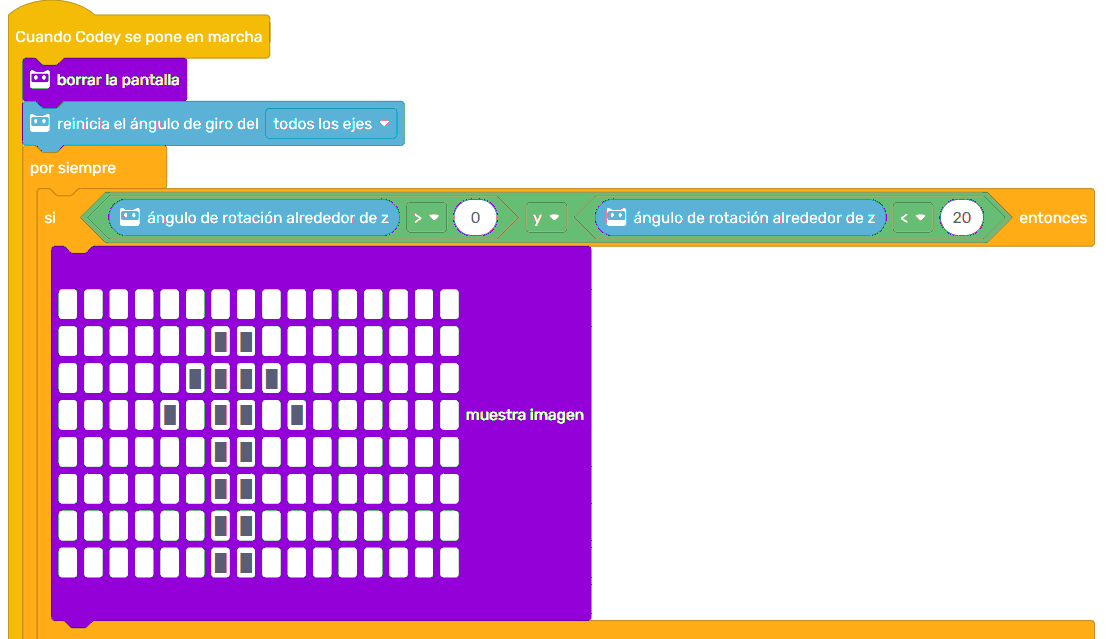 Cuando Codey se pone en marcha
borrar la pantalla
reinicia el ángulo de giro del todos los ejes
por siempre
si ángulo de rotación alrededor de z > 0 y ángulo de rotación alrededor de z < 20 entonces
muestra imagen